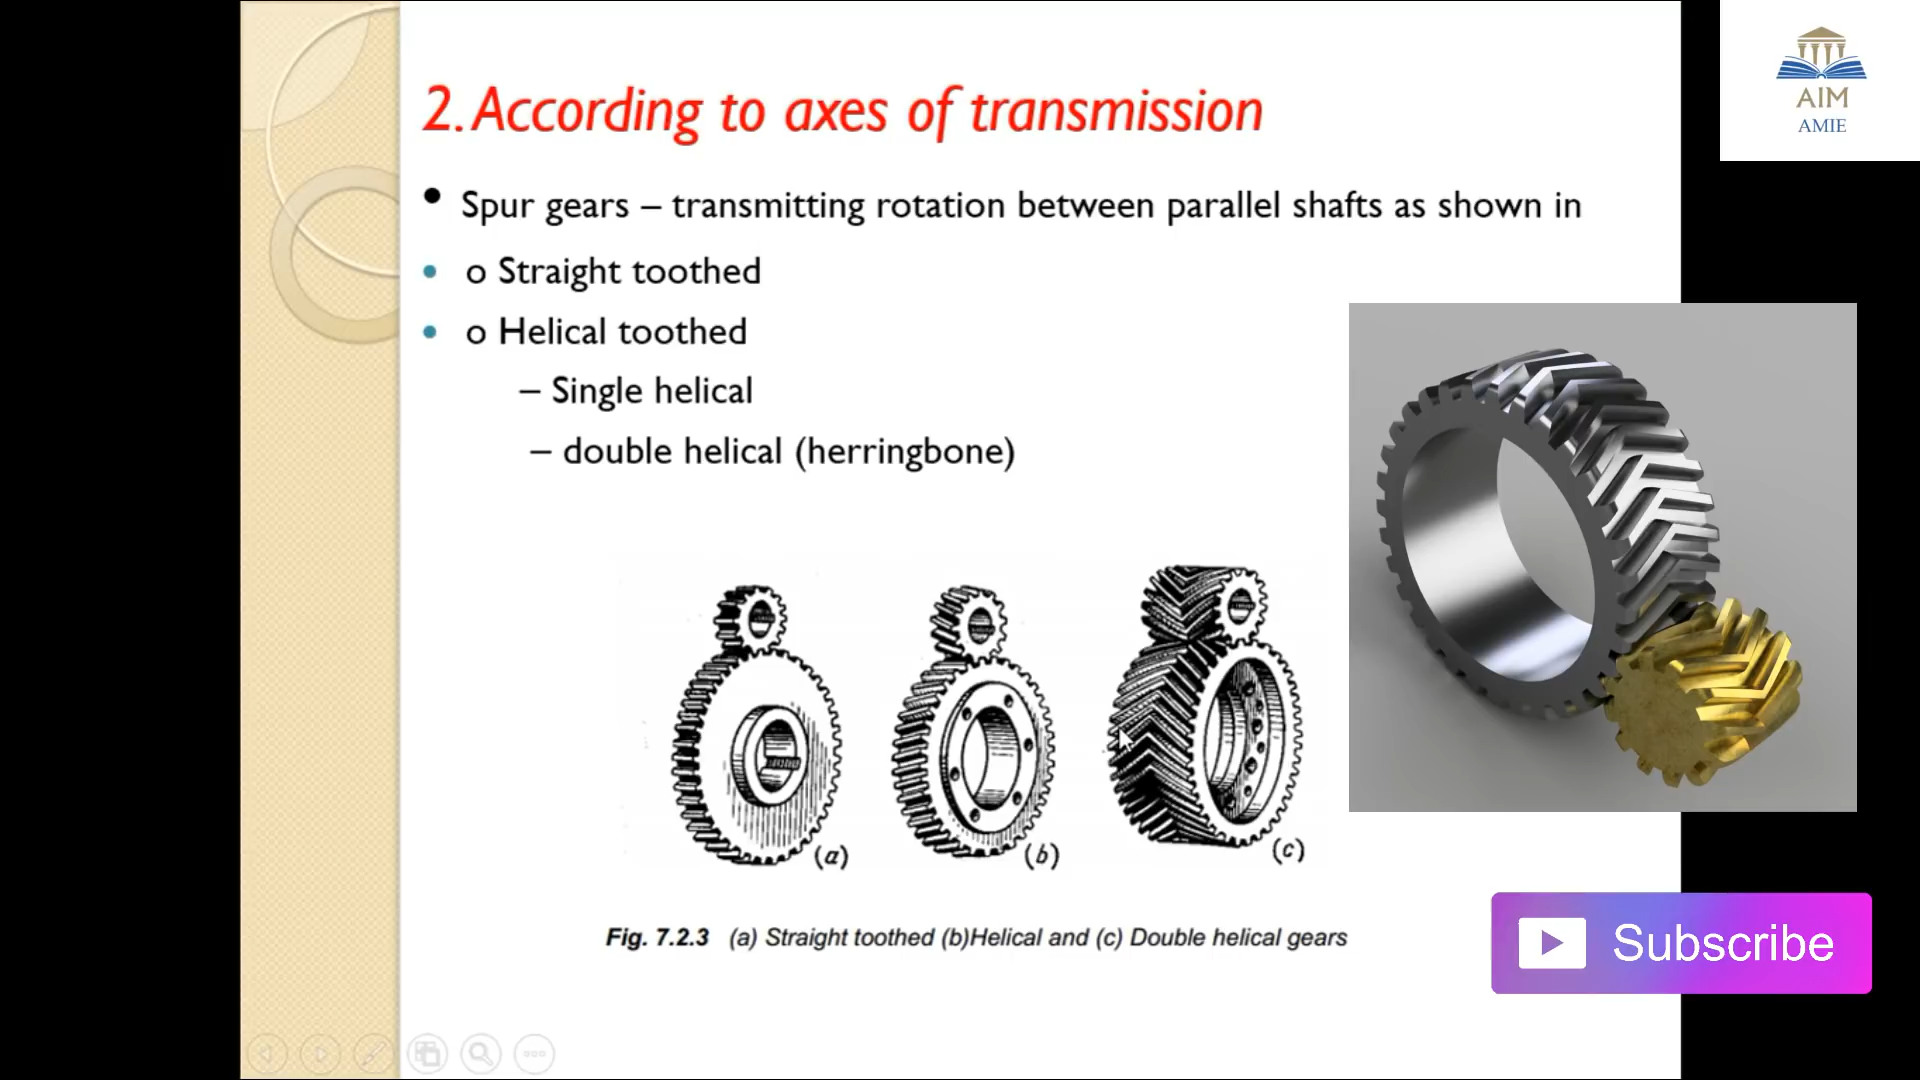 2. According to axes of transmission
• Spur gears – transmitting rotation between parallel shafts as shown in
• o Straight toothed
• o Helical toothed
– Single helical
– double helical (herringbone)
(a)
(b)
(c)
Fig. 7.2.3 (a) Straight toothed (b)Helical and (c) Double helical gears
AIM
AMIE
Subscribe